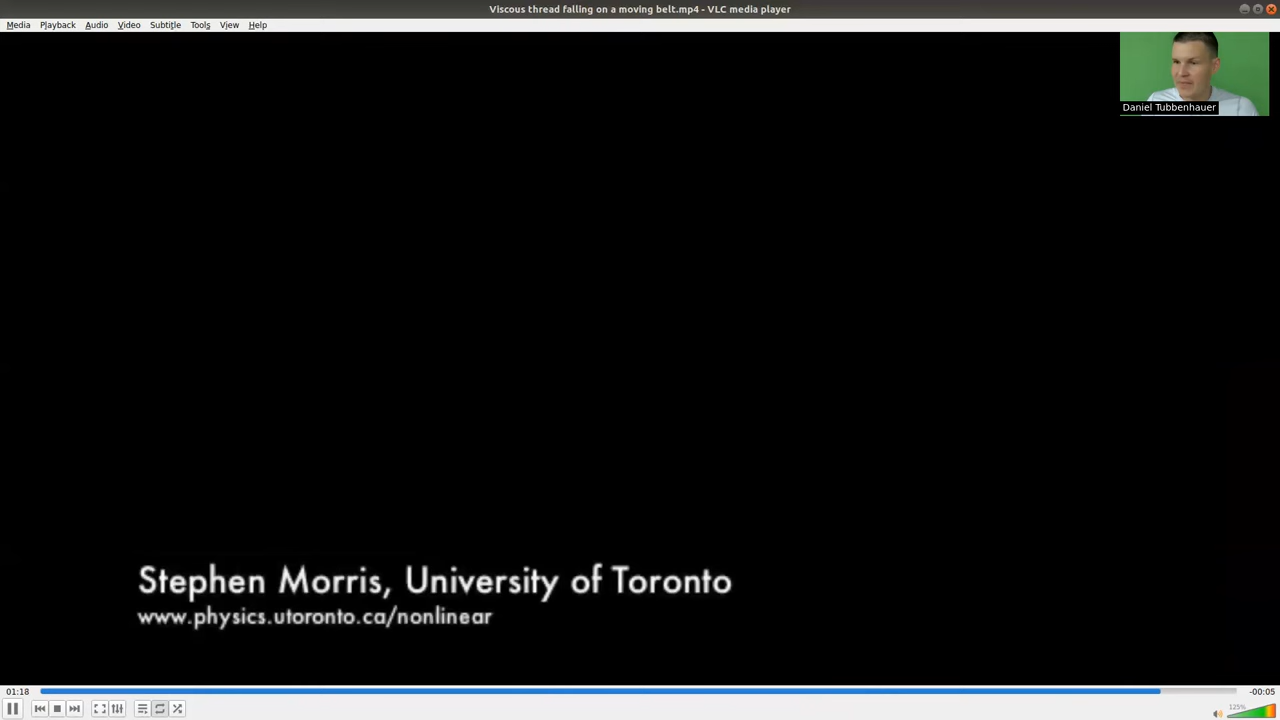 Viscous thread falling on a moving belt.mp4 - VLC media player
Media Playback Audio Video Subtitle Tools View Help
Daniel Tubbenhauer
Stephen Morris, University of Toronto
www.physics.utoronto.ca/nonlinear
01:18 -00:05
125%